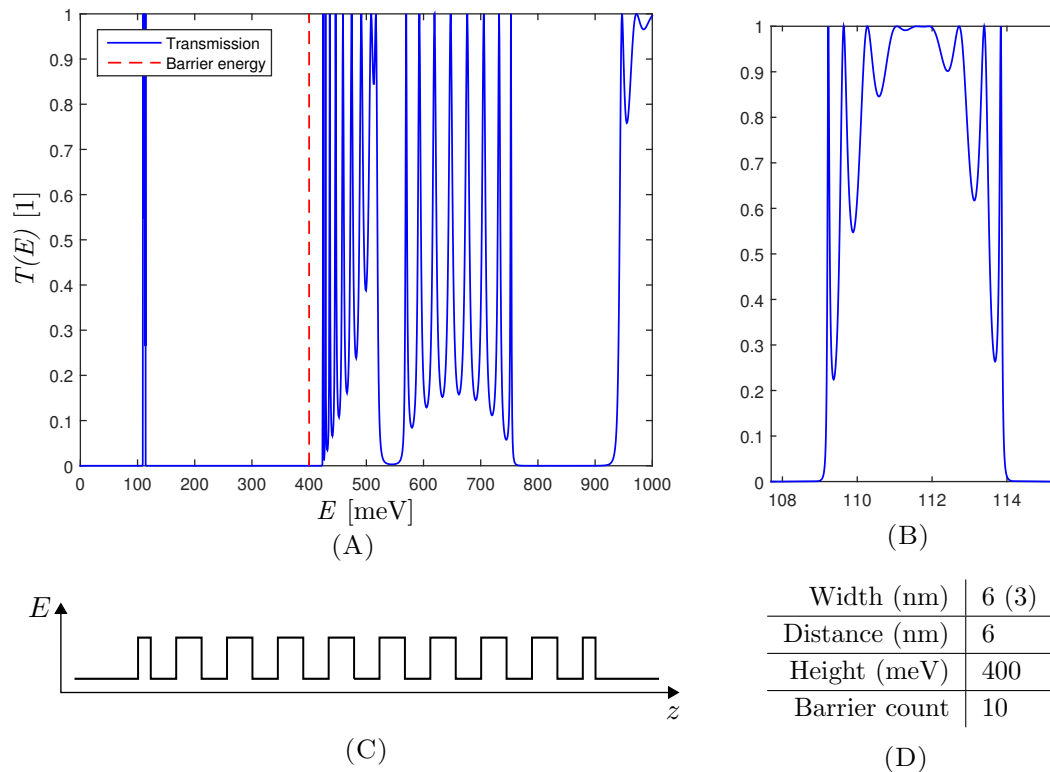 Transmission
Barrier energy
T(E) [1]
1
0.9
0.8
0.7
0.6
0.5
0.4
0.3
0.2
0.1
0
0 100 200 300 400 500 600 700 800 900 1000
E [meV]
(A)
1
0.9
0.8
0.7
0.6
0.5
0.4
0.3
0.2
0.1
0
108 110 112 114
(B)
E
z
(C)
Width (nm) 6 (3)
Distance (nm) 6
Height (meV) 400
Barrier count 10
(D)